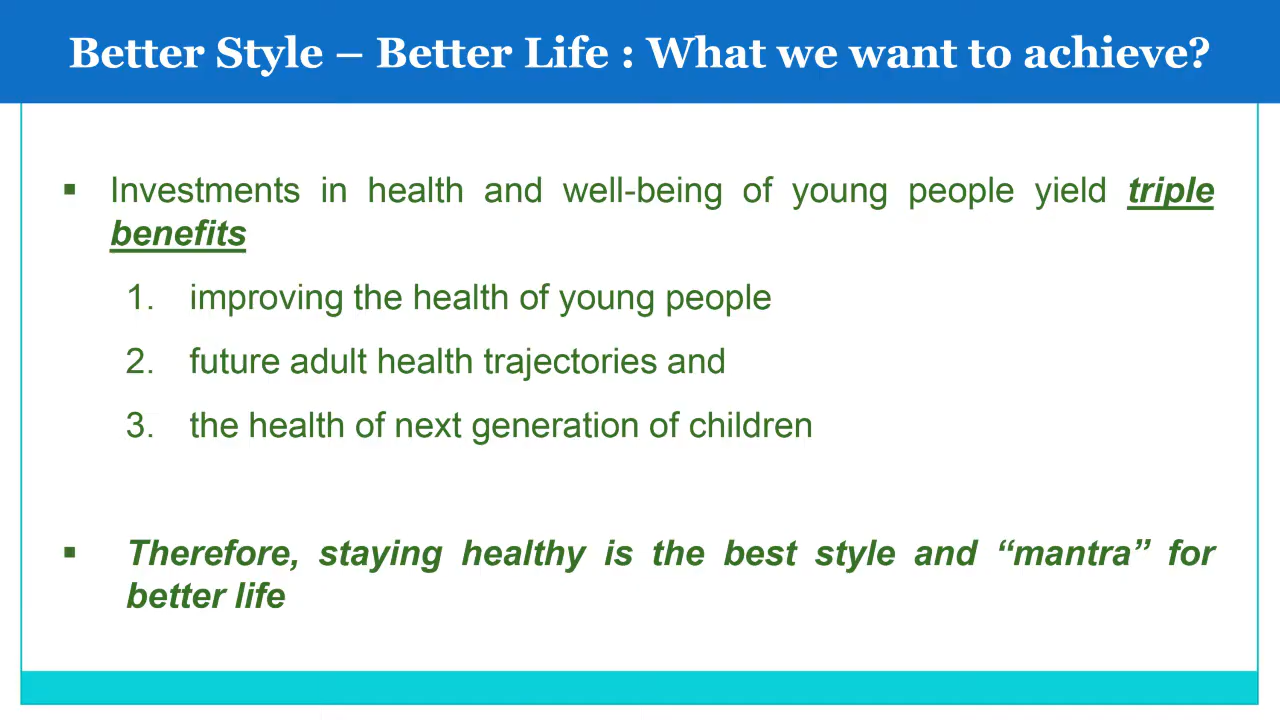 Better Style – Better Life : What we want to achieve?
▪ Investments in health and well-being of young people yield triple
benefits
1. improving the health of young people
2. future adult health trajectories and
3. the health of next generation of children
▪ Therefore, staying healthy is the best style and “mantra” for
better life